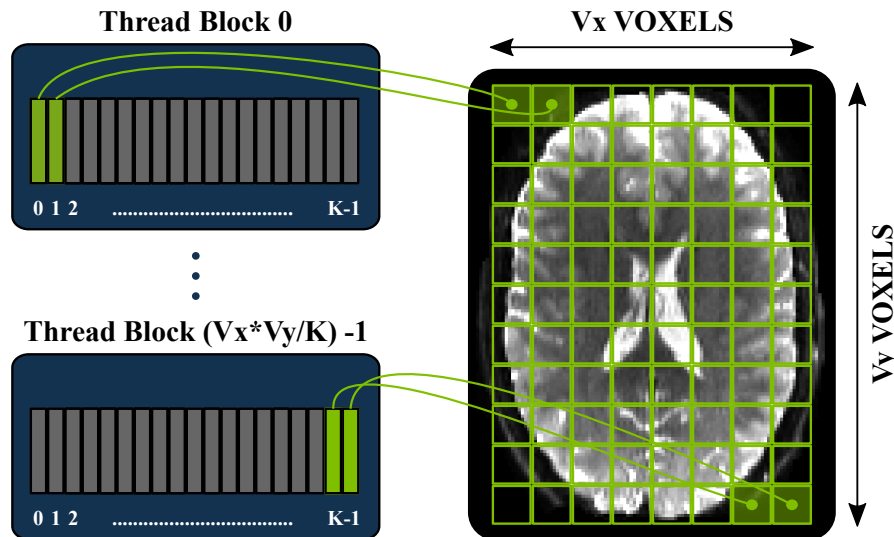 Thread Block 0
Vx VOXELS
0 1 2 ................................... K-1
Vy VOXELS
Thread Block (Vx*Vy/K) -1
0 1 2 ................................... K-1